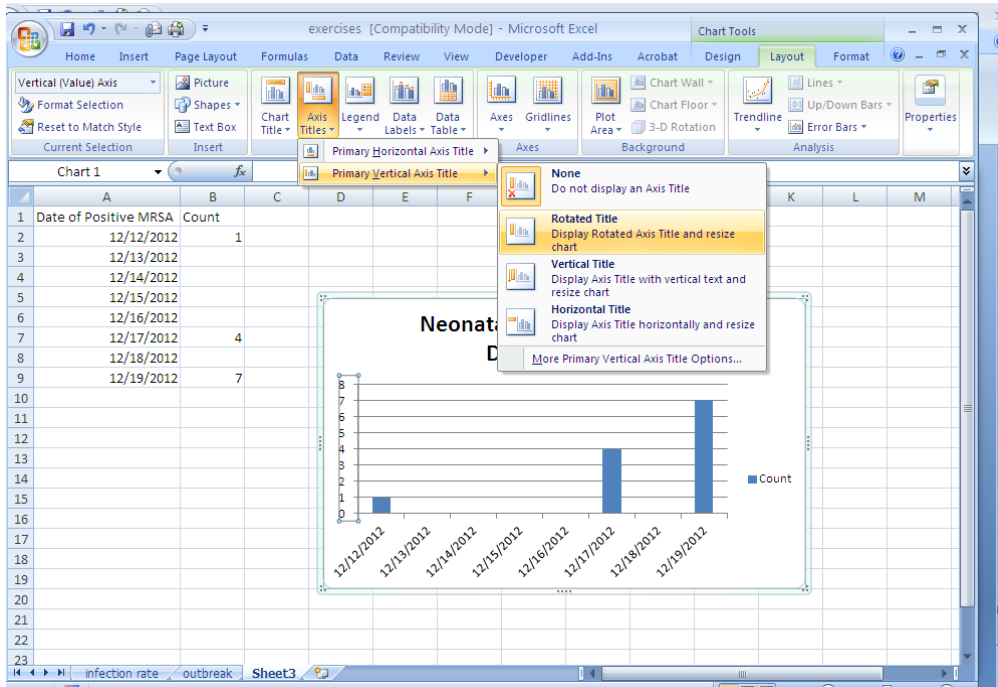 exercises [Compatibility Mode] - Microsoft Excel
Chart Tools
Home Insert Page Layout Formulas Data Review View Developer Add-Ins Acrobat Design Layout Format
Vertical (Value) Axis
Format Selection
Reset to Match Style
Current Selection
Picture
Shapes
Text Box
Insert
Chart Title
Axis Titles
Legend
Data Labels
Data Table
Axes
Gridlines
Axes
Plot Area
Chart Wall
Chart Floor
3-D Rotation
Background
Trendline
Lines
Up/Down Bars
Error Bars
Analysis
Properties
Primary Horizontal Axis Title
Primary Vertical Axis Title
None
Do not display an Axis Title
Rotated Title
Display Rotated Axis Title and resize
chart
Vertical Title
Display Axis Title with vertical text and
resize chart
Horizontal Title
Display Axis Title horizontally and resize
chart
More Primary Vertical Axis Title Options...
Chart 1
fx
A B C D E F K L M
1 Date of Positive MRSA Count
2 12/12/2012 1
3 12/13/2012
4 12/14/2012
5 12/15/2012
6 12/16/2012
7 12/17/2012 4
8 12/18/2012
9 12/19/2012 7
10
11
12
13
14
15
16
17
18
19
20
21
22
23
Neonat
D
8
7
6
5
4
3
2
1
0
12/12/2012 12/13/2012 12/14/2012 12/15/2012 12/16/2012 12/17/2012 12/18/2012 12/19/2012
Count
infection rate outbreak Sheet3